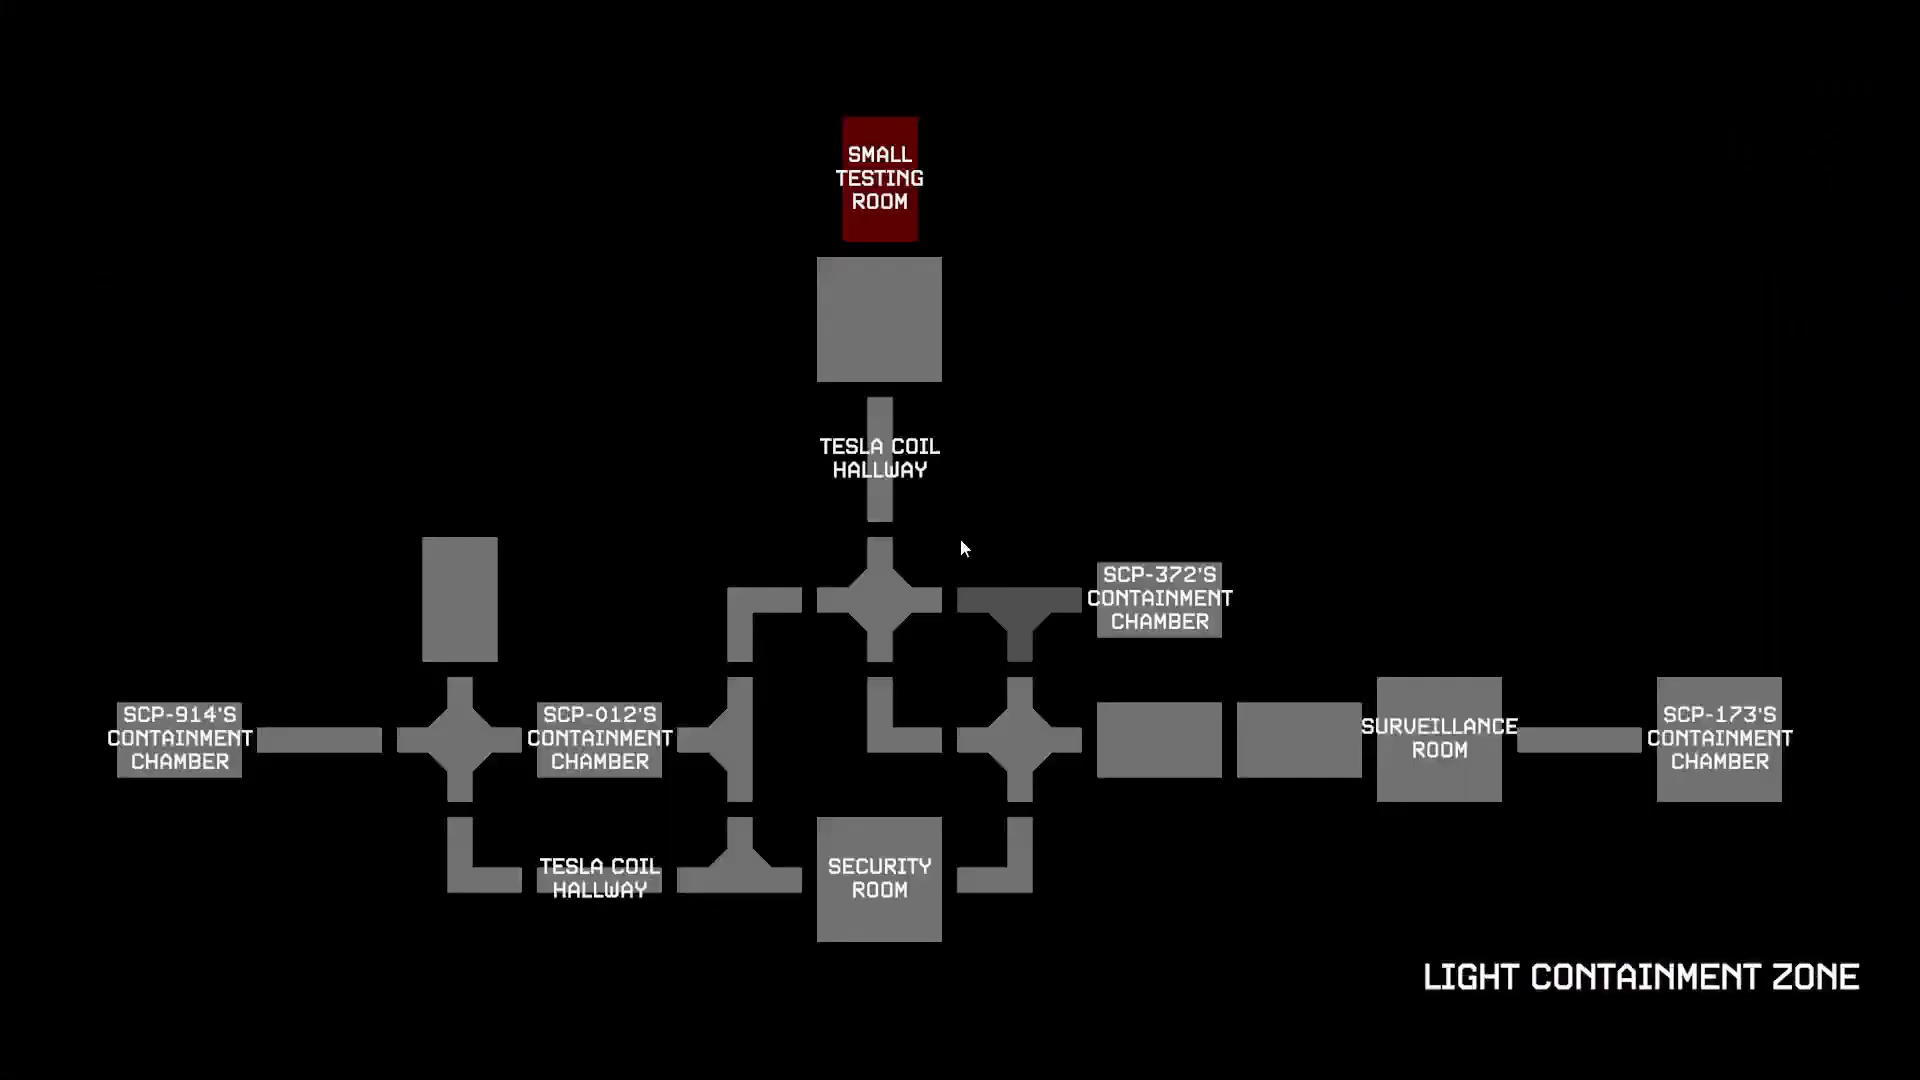 SMALL
TESTING
ROOM
TESLA COIL
HALLWAY
SCP-372'S
CONTAINMENT
CHAMBER
SCP-914'S
CONTAINMENT
CHAMBER
SCP-012'S
CONTAINMENT
CHAMBER
SURVEILLANCE
ROOM
SCP-173'S
CONTAINMENT
CHAMBER
TESLA COIL
HALLWAY
SECURITY
ROOM
LIGHT CONTAINMENT ZONE